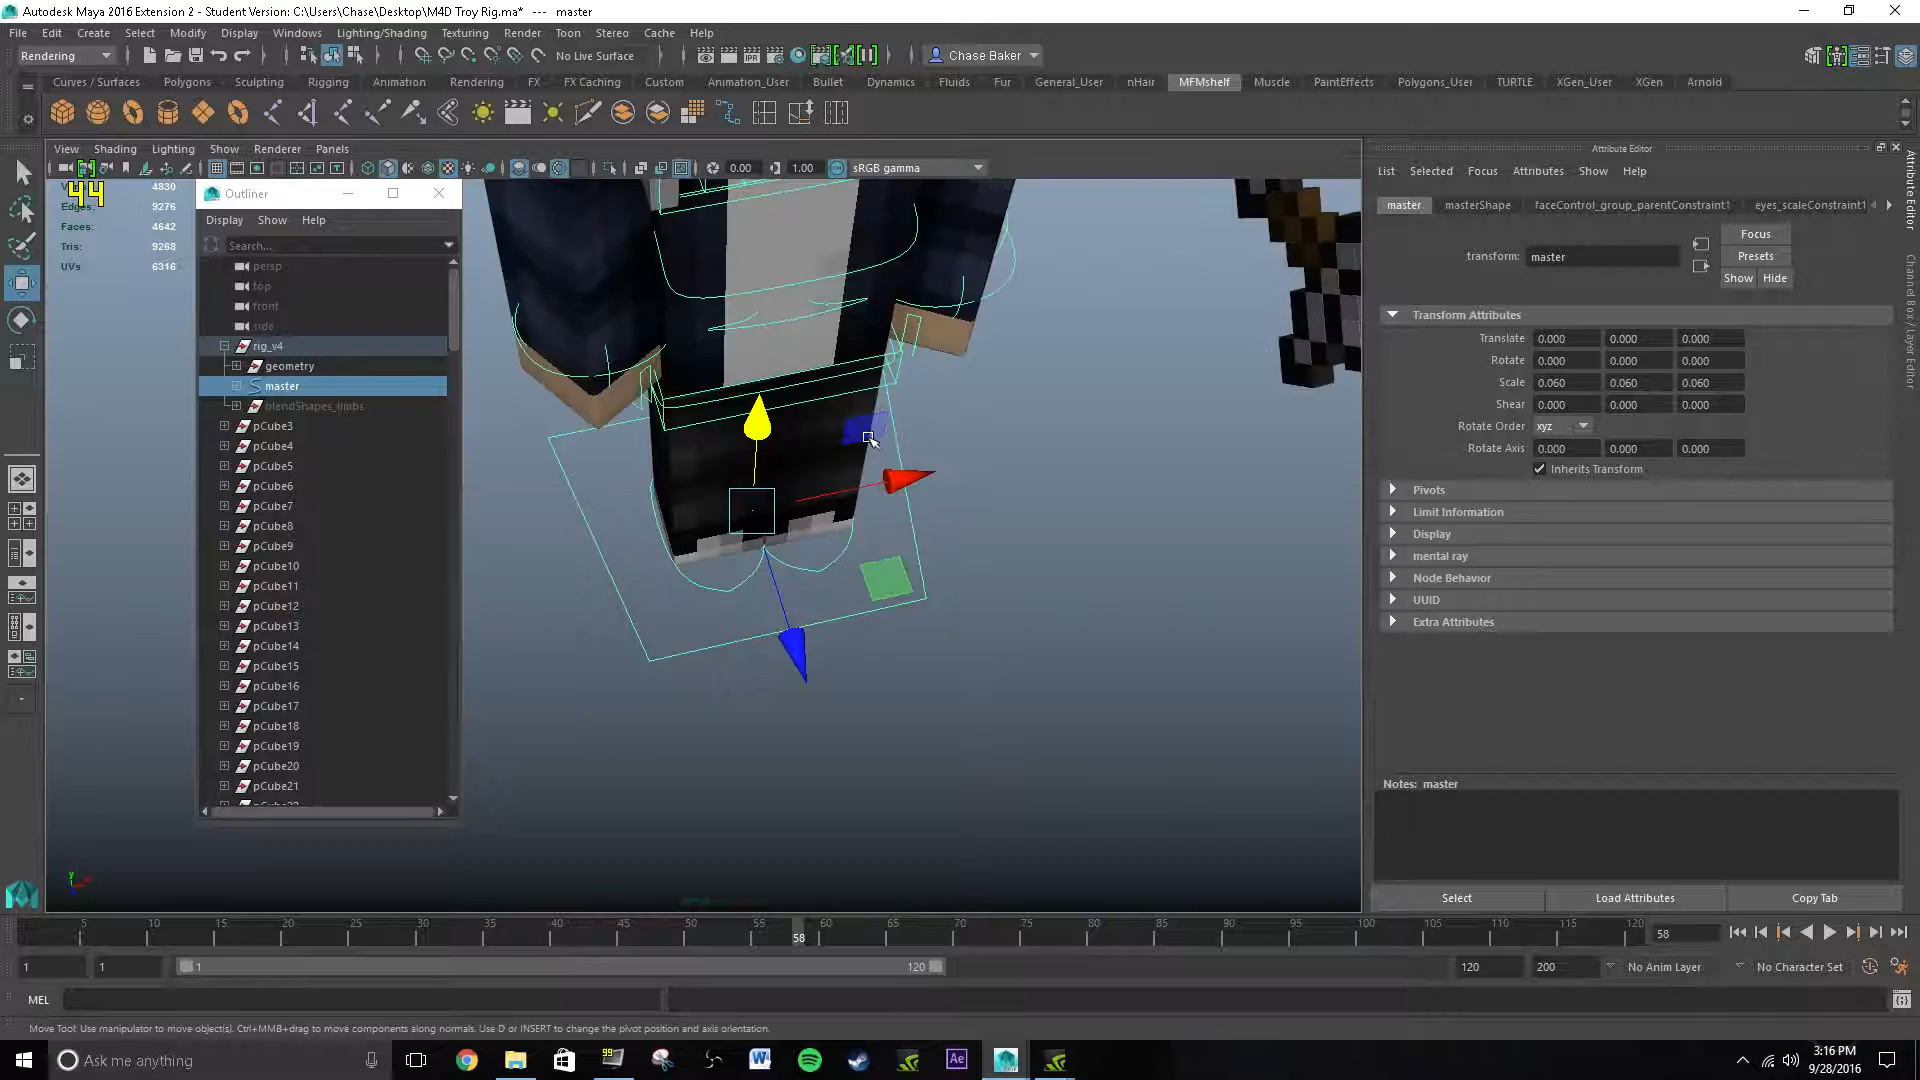 Autodesk Maya 2016 Extension 2 - Student Version: C:\Users\Chase\Desktop\M4D Troy Rig.ma* --- master
File Edit Create Select Modify Display Windows Lighting/Shading Texturing Render Toon Stereo Cache Help
Rendering No Live Surface Chase Baker
Curves / Surfaces Polygons Sculpting Rigging Animation Rendering FX FX Caching Custom Animation_User Bullet Dynamics Fluids Fur General_User nHair MFMshelf Muscle PaintEffects Polygons_User TURTLE XGen_User XGen Arnold
View Shading Lighting Show Renderer Panels
0.00 1.00 sRGB gamma
44
4830
Edges: 9276
Faces: 4642
Tris: 9268
UVs 6316
Outliner
Display Show Help
Search...
persp
top
front
side
rig_v4
geometry
master
blendShapes_limbs
pCube3
pCube4
pCube5
pCube6
pCube7
pCube8
pCube9
pCube10
pCube11
pCube12
pCube13
pCube14
pCube15
pCube16
pCube17
pCube18
pCube19
pCube20
pCube21
Attribute Editor
List Selected Focus Attributes Show Help
master masterShape faceControl_group_parentConstraint1 eyes_scaleConstraint1
Focus
transform: master
Presets
Show Hide
Transform Attributes
Translate 0.000 0.000 0.000
Rotate 0.000 0.000 0.000
Scale 0.060 0.060 0.060
Shear 0.000 0.000 0.000
Rotate Order xyz
Rotate Axis 0.000 0.000 0.000
Inherits Transform
Pivots
Limit Information
Display
mental ray
Node Behavior
UUID
Extra Attributes
Notes: master
Select Load Attributes Copy Tab
Attribute Editor
Channel Box / Layer Editor
5 10 15 20 25 30 35 40 45 50 55 60 65 70 75 80 85 90 95 100 105 110 115 120
58
58
1 1 1 120 120 200 No Anim Layer No Character Set
MEL
Move Tool: Use manipulator to move object(s). Ctrl+MMB+drag to move components along normals. Use D or INSERT to change the pivot position and axis orientation.
Ask me anything
99
Ae
3:16 PM
9/28/2016